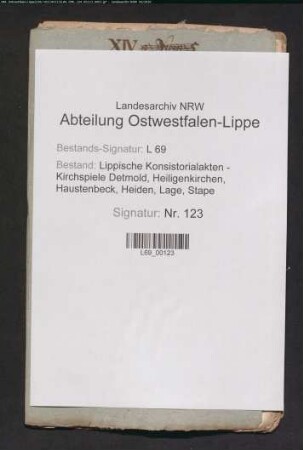 XIV
Landesarchiv NRW
Abteilung Ostwestfalen-Lippe
Bestands-Signatur: L 69
Bestand: Lippische Konsistorialakten -
Kirchspiele Detmold, Heiligenkirchen,
Haustenbeck, Heiden, Lage, Stape
Signatur: Nr. 123
L69_00123